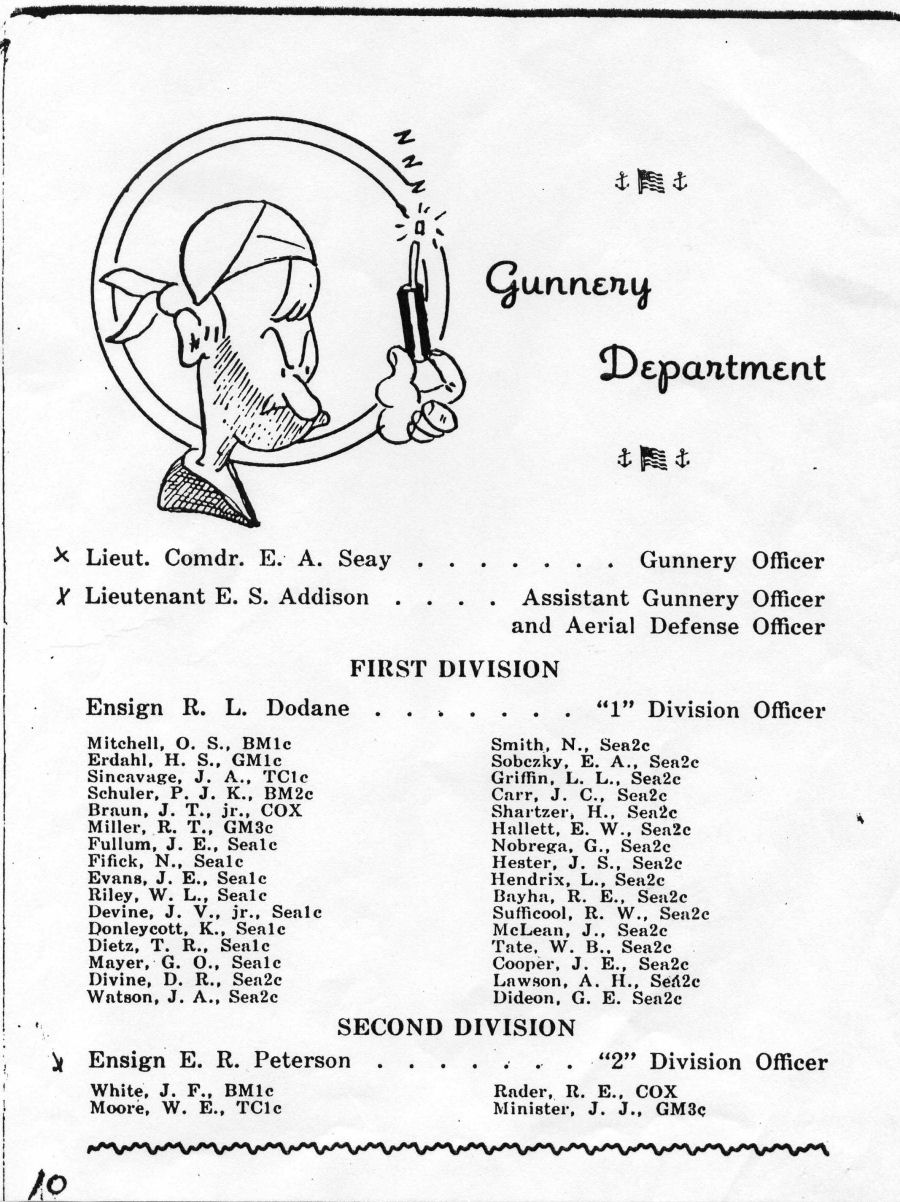 Z
Z
Z
Gunnery
Department
x Lieut. Comdr. E. A. Seay . . . . . . . Gunnery Officer
x Lieutenant E. S. Addison . . . . Assistant Gunnery Officer
and Aerial Defense Officer
FIRST DIVISION
Ensign R. L. Dodane . . . . . . . "1" Division Officer
Mitchell, O. S., BM1c
Erdahl, H. S., GM1c
Sincavage, J. A., TC1c
Schuler, P. J. K., BM2c
Braun, J. T., jr., COX
Miller, R. T., GM3c
Fullum, J. E., Sea1c
Fifick, N., Sea1c
Evans, J. E., Sea1c
Riley, W. L., Sea1c
Devine, J. V., jr., Sea1c
Donleycott, K., Sea1c
Dietz, T. R., Sea1c
Mayer, G. O., Sea1c
Divine, D. R., Sea2c
Watson, J. A., Sea2c
Smith, N., Sea2c
Sobczky, E. A., Sea2c
Griffin, L. L., Sea2c
Carr, J. C., Sea2c
Shartzer, H., Sea2c
Hallett, E. W., Sea2c
Nobrega, G., Sea2c
Hester, J. S., Sea2c
Hendrix, L., Sea2c
Bayha, R. E., Sea2c
Sufficool, R. W., Sea2c
McLean, J., Sea2c
Tate, W. B., Sea2c
Cooper, J. E., Sea2c
Lawson, A. H., Sea2c
Dideon, G. E. Sea2c
SECOND DIVISION
x Ensign E. R. Peterson . . . . . . . "2" Division Officer
White, J. F., BM1c
Moore, W. E., TC1c
Rader, R. E., COX
Minister, J. J., GM3c
10